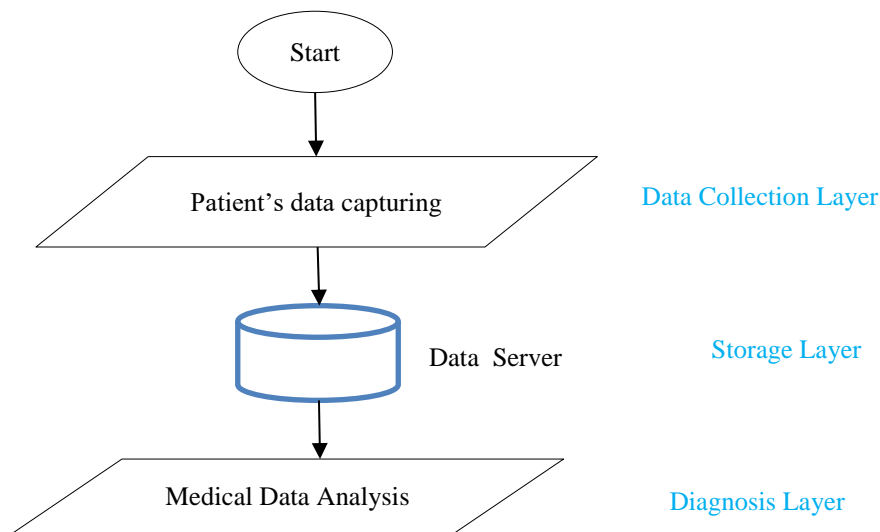 Start
Patient’s data capturing
Data Collection Layer
Data Server
Storage Layer
Medical Data Analysis
Diagnosis Layer